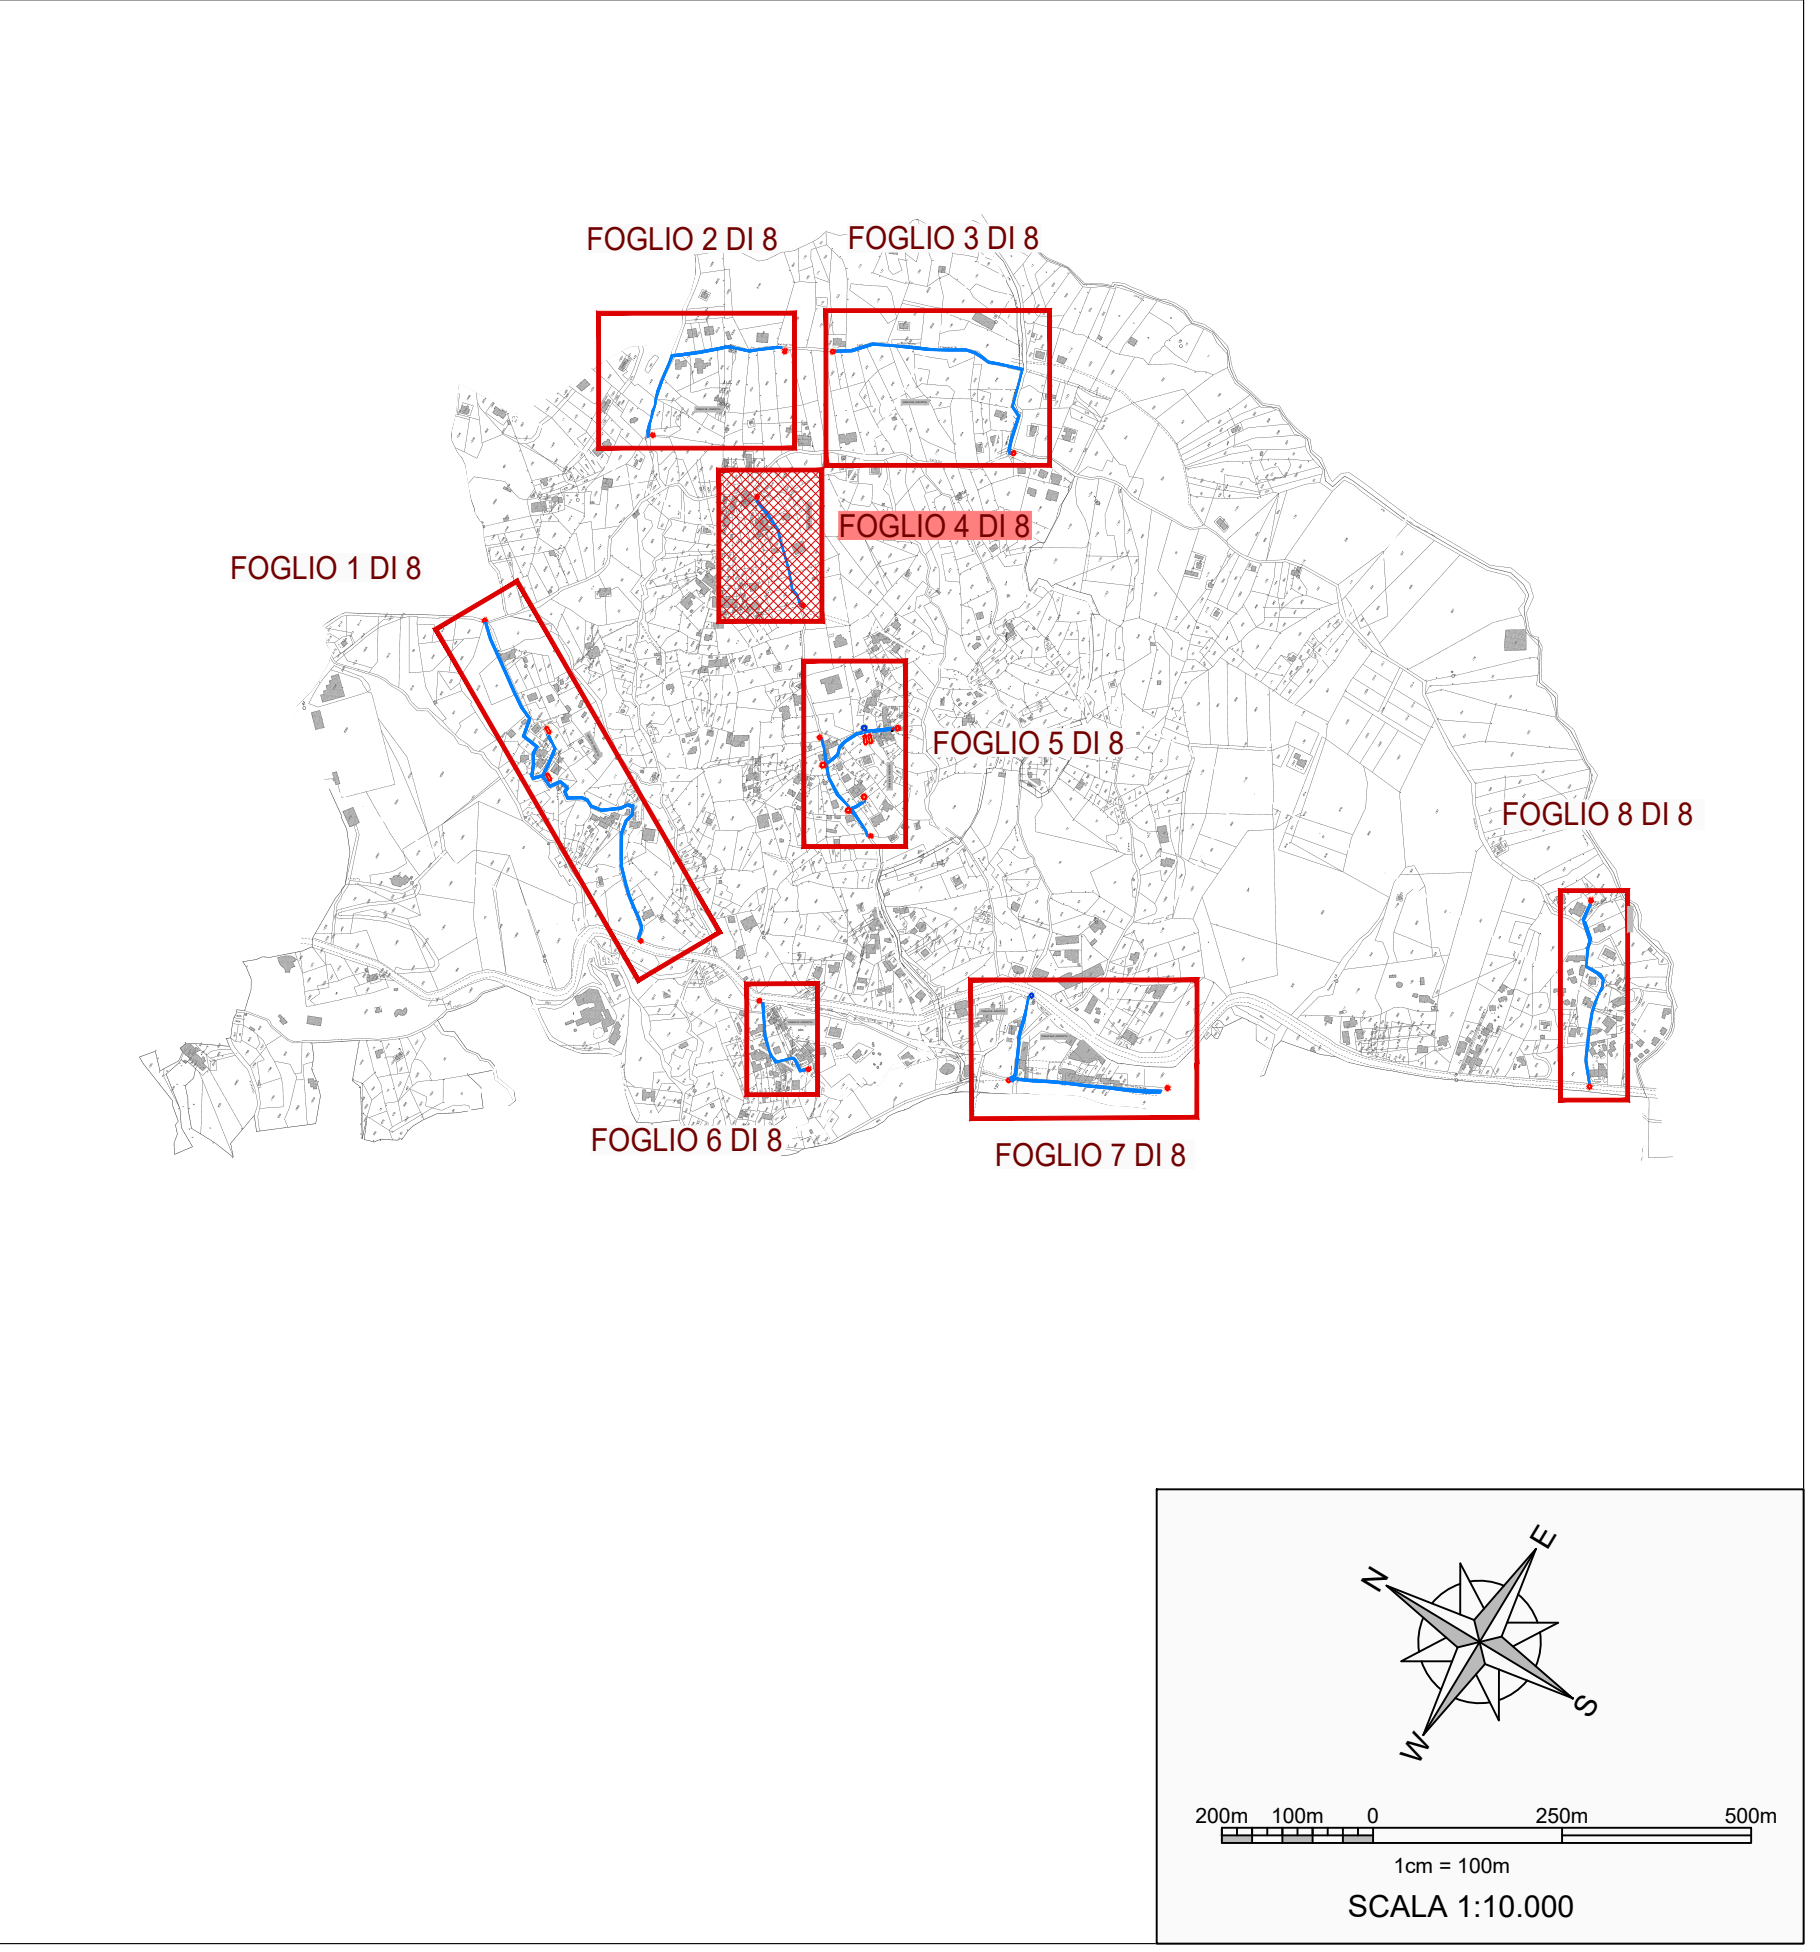 FOGLIO 2 DI 8
FOGLIO 3 DI 8
FOGLIO 4 DI 8
FOGLIO 1 DI 8
FOGLIO 5 DI 8
FOGLIO 8 DI 8
FOGLIO 6 DI 8
FOGLIO 7 DI 8
E
N
S
W
200m 100m 0 250m 500m
1cm = 100m
SCALA 1:10.000